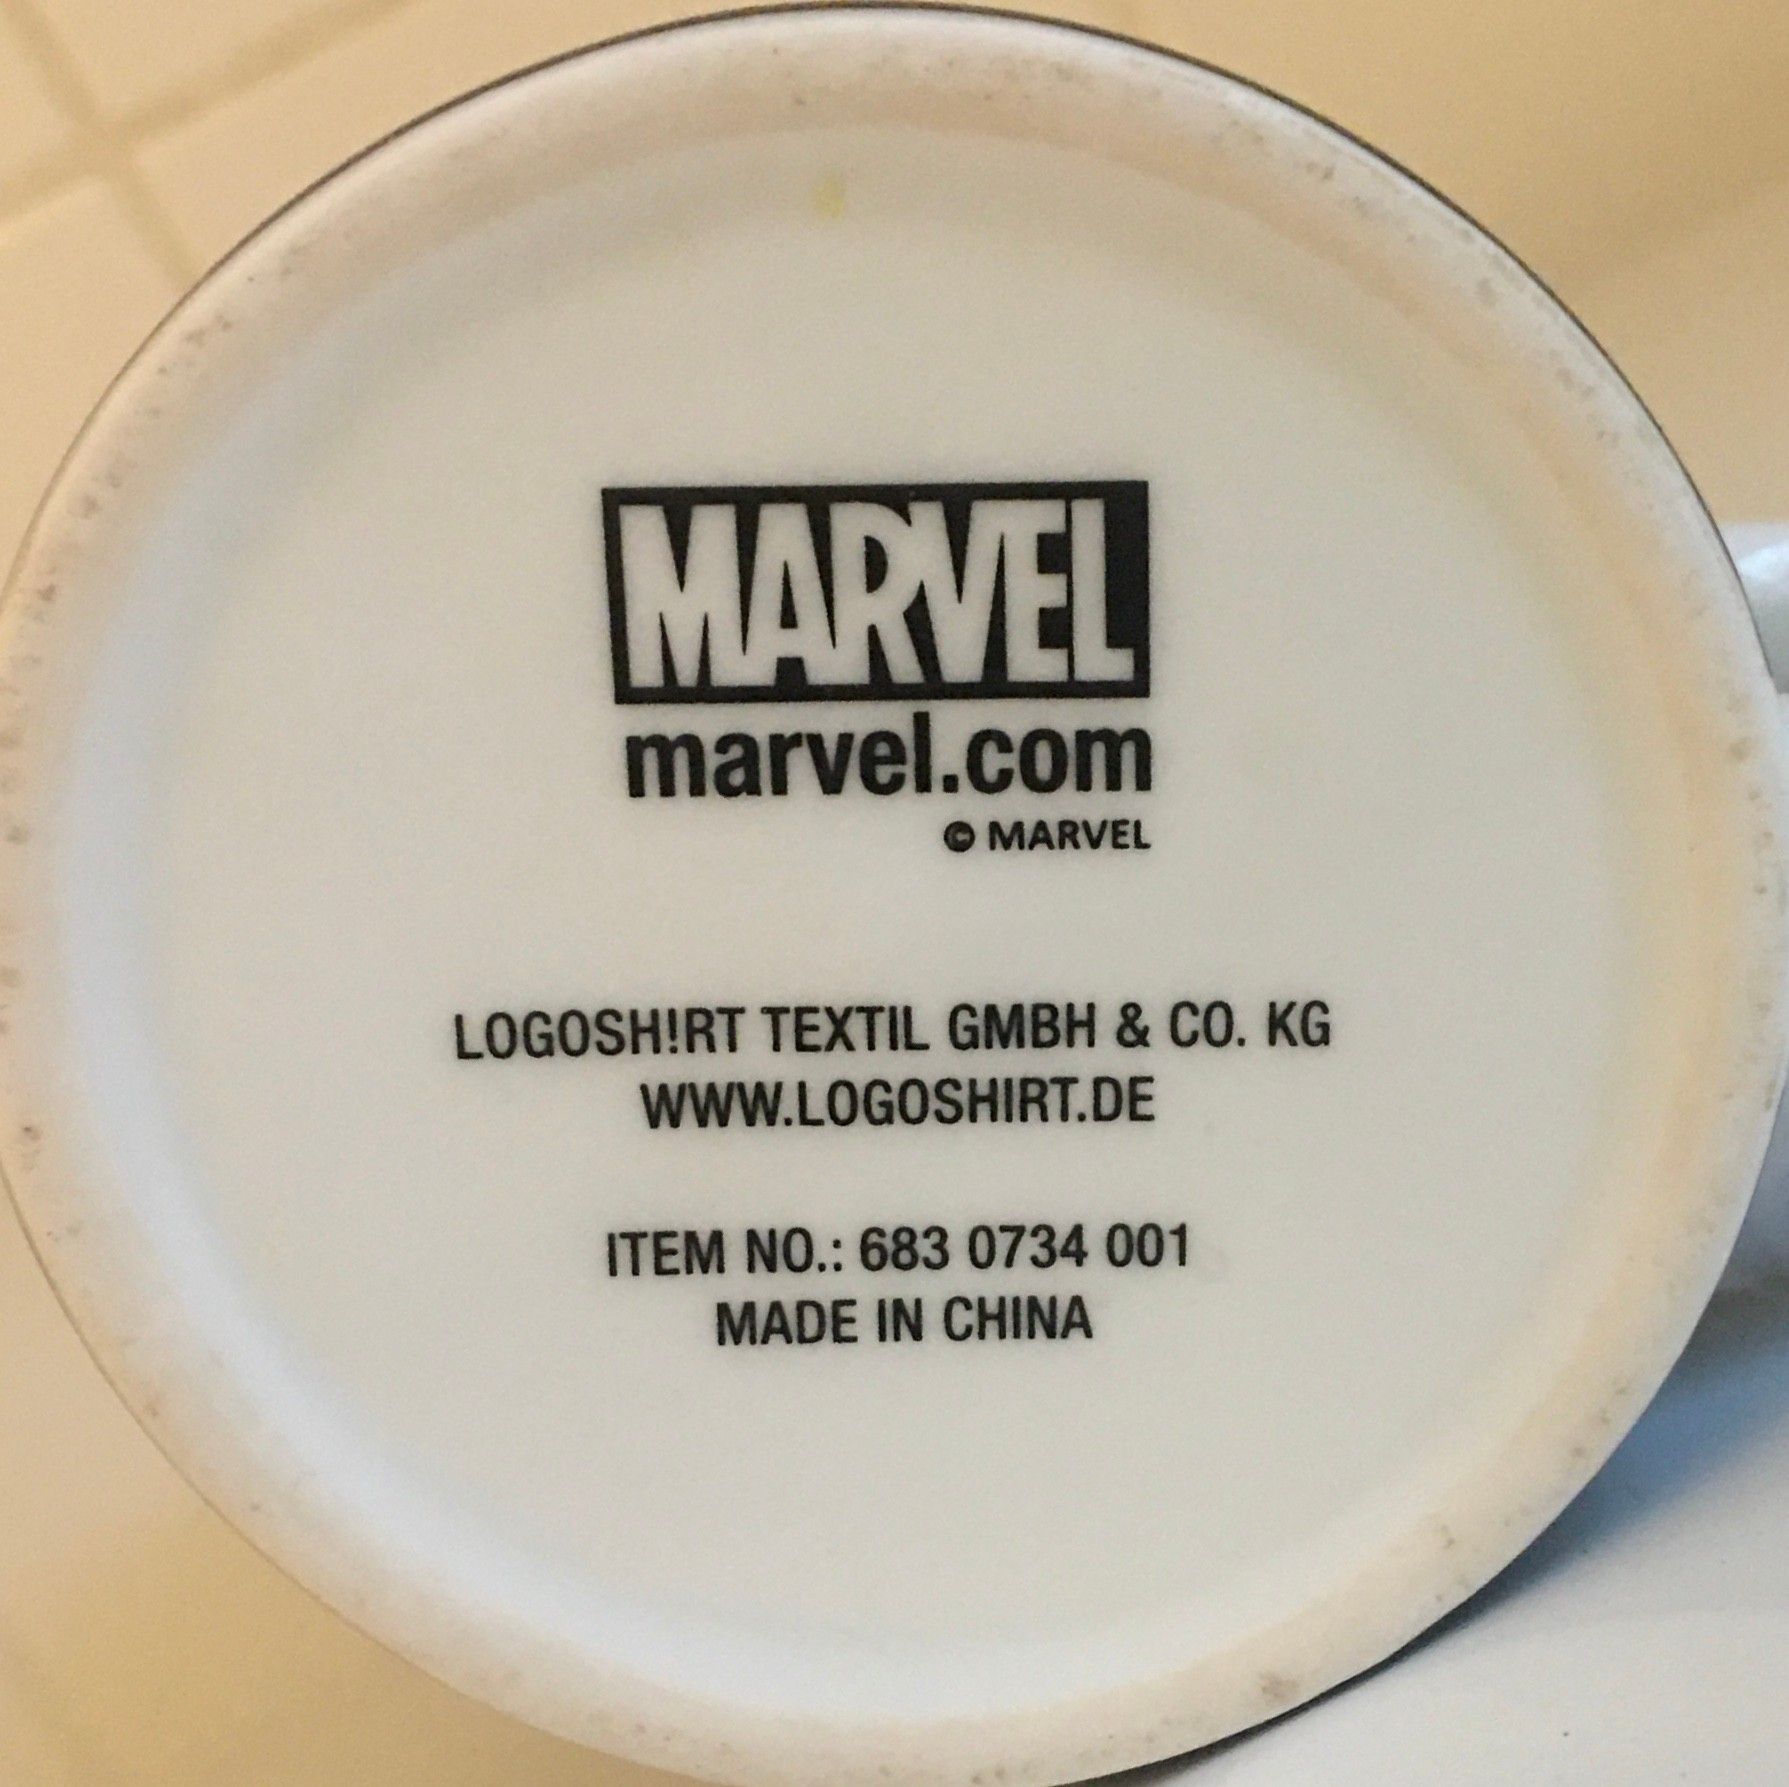 MARVEL
marvel.com
© MARVEL
LOGOSH!RT TEXTIL GMBH & CO. KG
WWW.LOGOSHIRT.DE
ITEM NO.: 683 0734 001
MADE IN CHINA